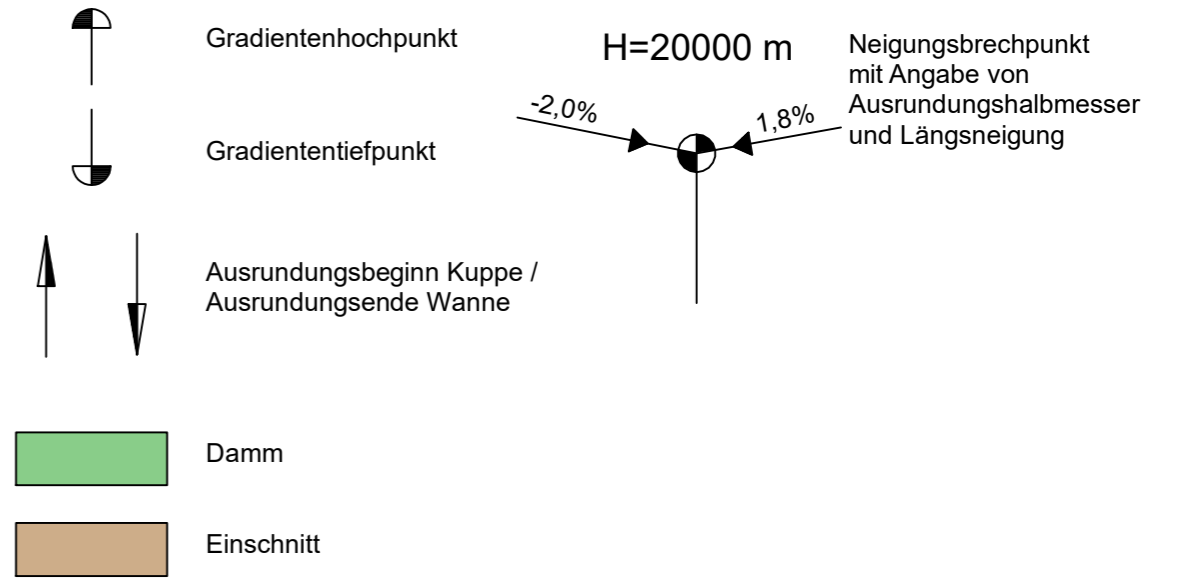 Gradientenhochpunkt
Gradiententiefpunkt
Ausrundungsbeginn Kuppe /
Ausrundungsende Wanne
Damm
Einschnitt
H=20000 m
-2,0%
1,8%
Neigungsbrechpunkt
mit Angabe von
Ausrundungshalbmesser
und Längsneigung